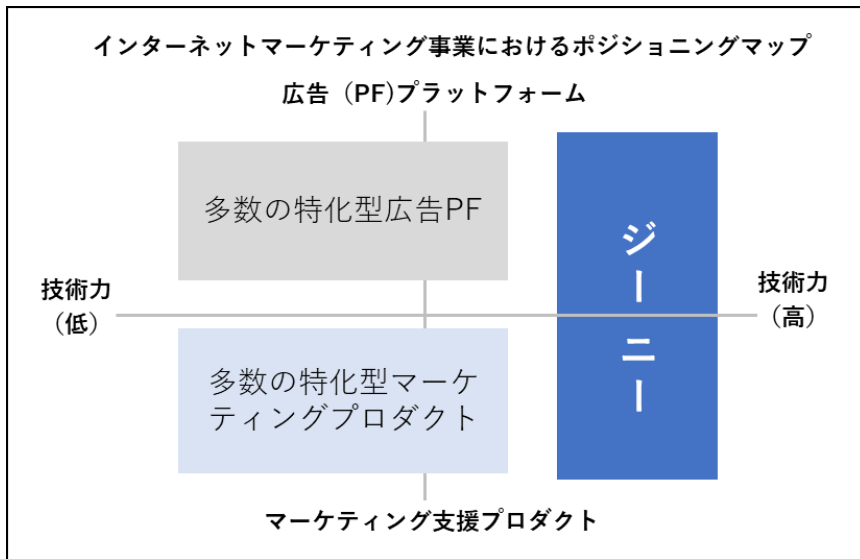 インターネットマーケティング事業におけるポジショニングマップ
広告（PF)プラットフォーム
多数の特化型広告PF
ジーニー
技術力
（低）
技術力
（高）
多数の特化型マーケ
ティングプロダクト
マーケティング支援プロダクト